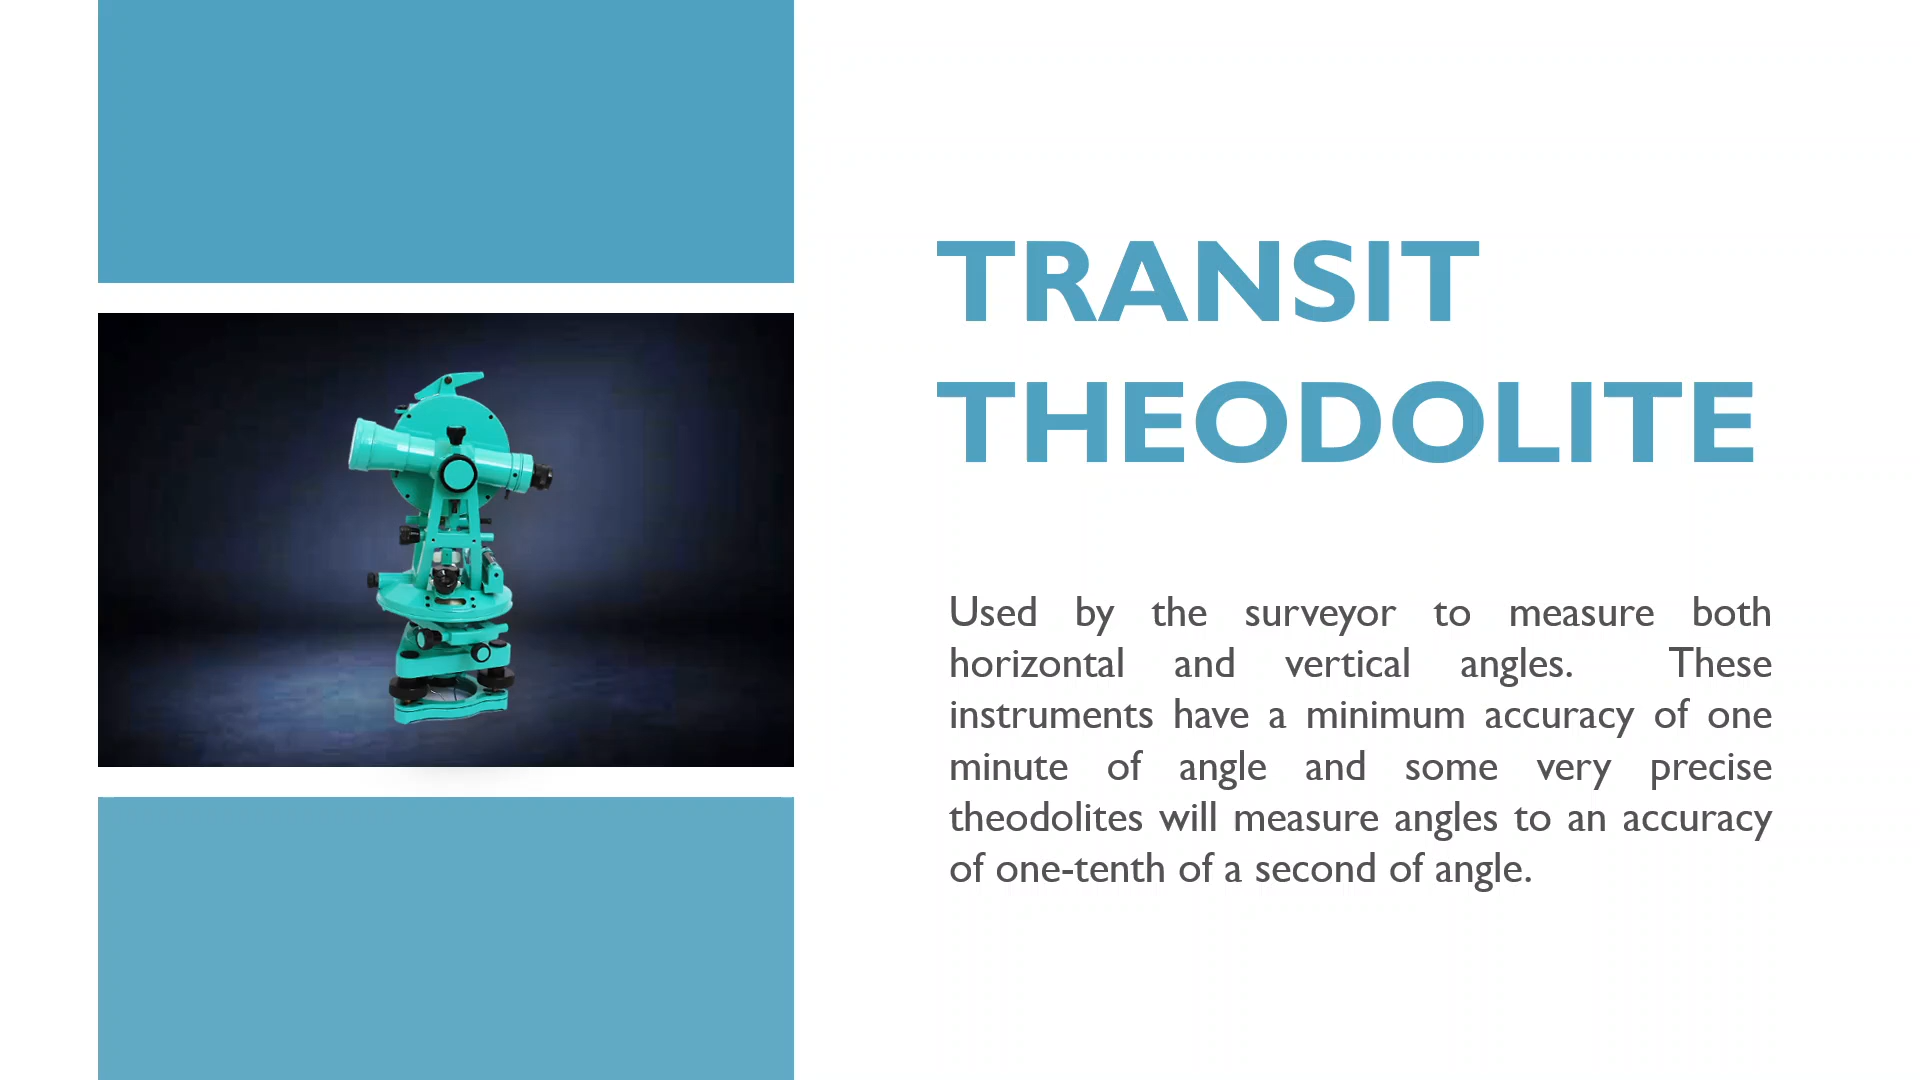 TRANSIT
THEODOLITE
Used by the surveyor to measure both
horizontal and vertical angles. These
instruments have a minimum accuracy of one
minute of angle and some very precise
theodolites will measure angles to an accuracy
of one-tenth of a second of angle.